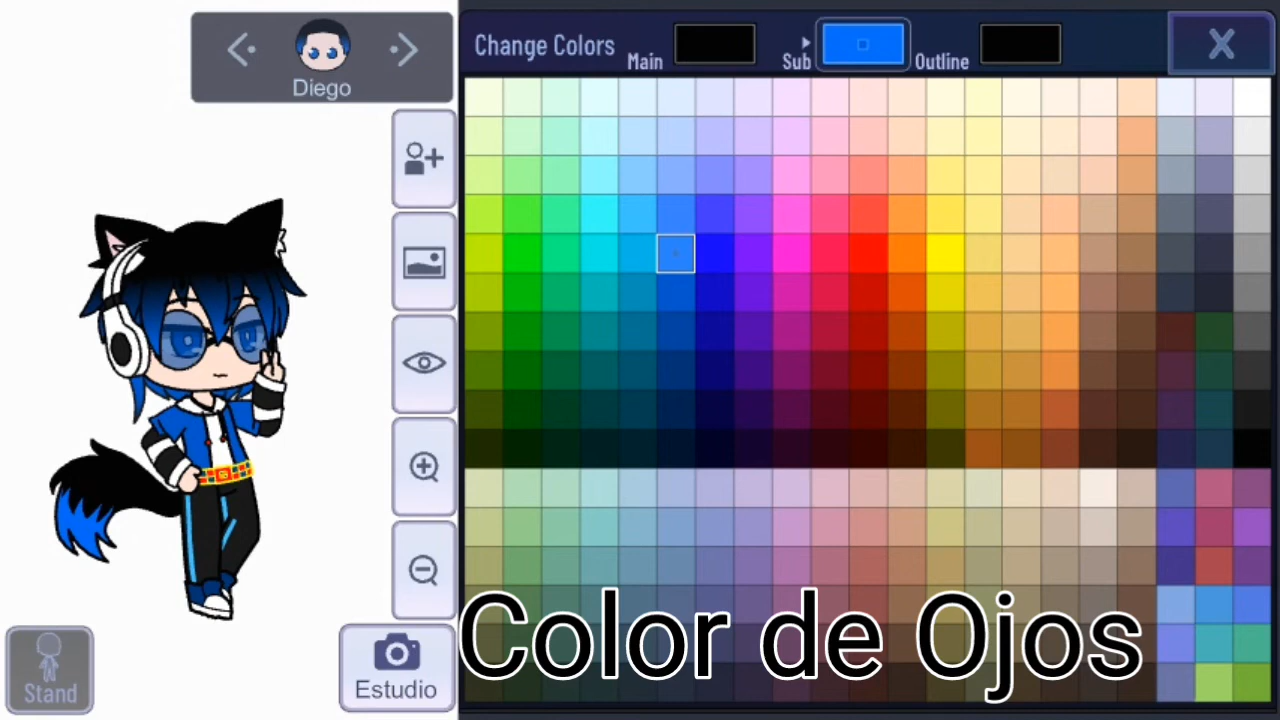 Diego
Change Colors
Main
Sub
Outline
X
Stand
Estudio
Color de Ojos